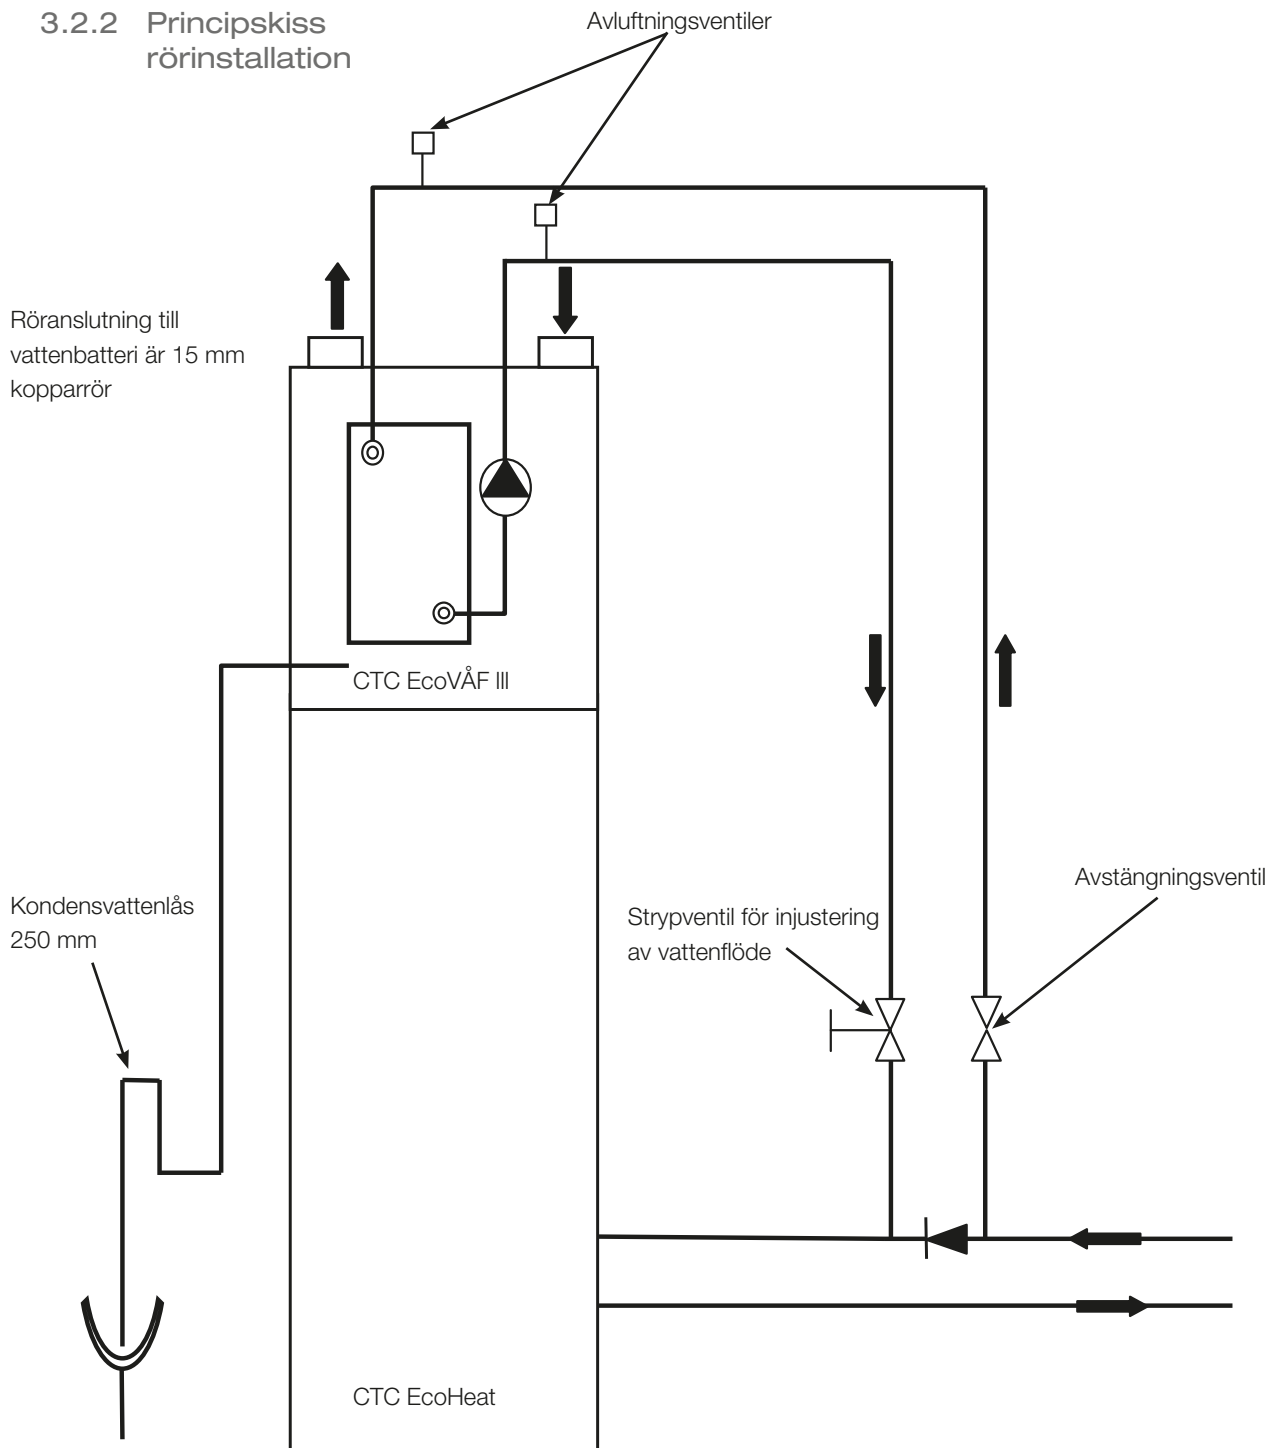 3.2.2 Principskiss
rörinstallation
Avluftningsventiler
Röranslutning till
vattenbatteri är 15 mm
kopparrör
CTC EcoVÅF III
Kondensvattenlås
250 mm
Strypventil för injustering
av vattenflöde
Avstängningsventil
CTC EcoHeat